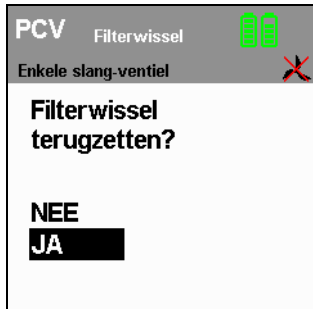 PCV Filterwissel
Enkele slang-ventiel
Filterwissel
terugzetten?
NEE
JA